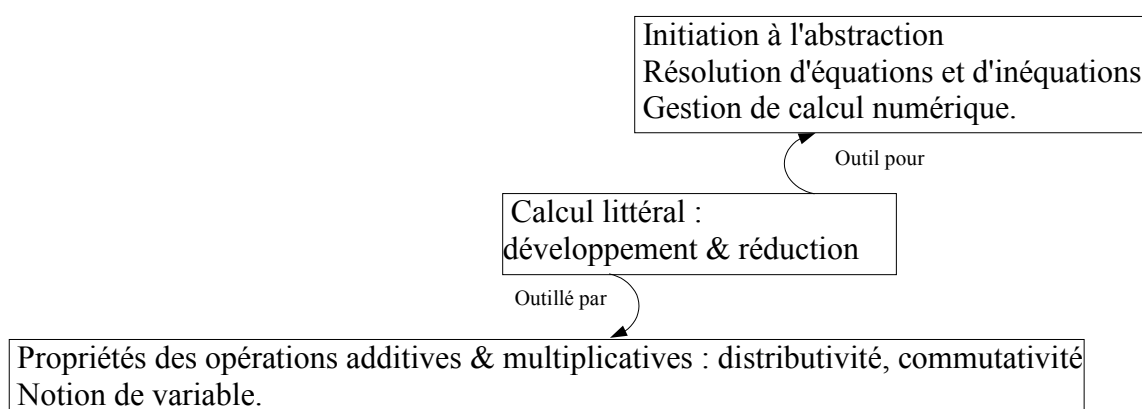 Initiation à l'abstraction
Résolution d'équations et d'inéquations
Gestion de calcul numérique.
Outil pour
Calcul littéral :
développement & réduction
Outillé par
Propriétés des opérations additives & multiplicatives : distributivité, commutativité
Notion de variable.